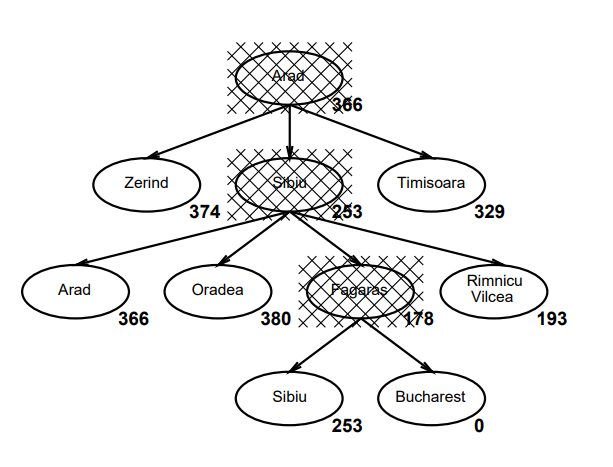 Arad
366
Zerind
374
Sibiu
253
Timisoara
329
Arad
366
Oradea
380
Fagaras
178
Rimnicu
Vilcea
193
Sibiu
253
Bucharest
0